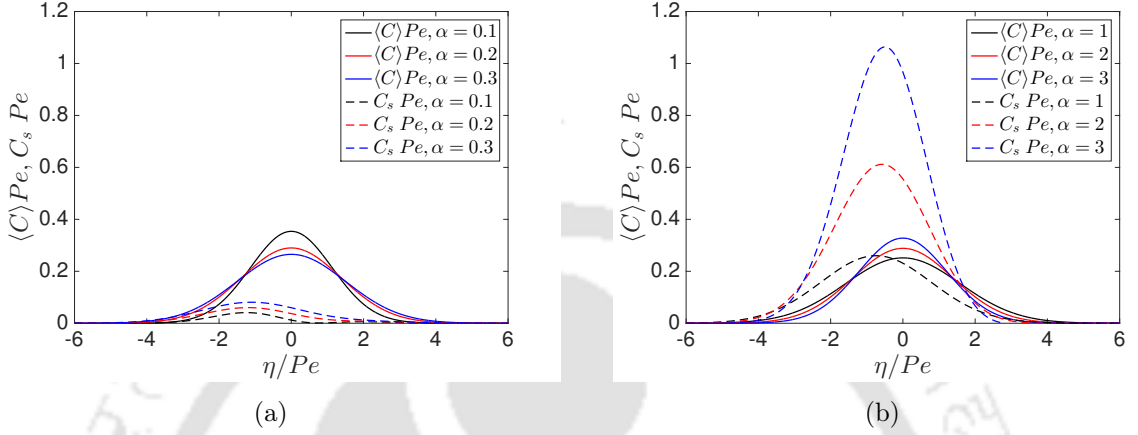 ⟨C⟩Pe, α = 0.1
⟨C⟩Pe, α = 0.2
⟨C⟩Pe, α = 0.3
C_s Pe, α = 0.1
C_s Pe, α = 0.2
C_s Pe, α = 0.3
⟨C⟩Pe, C_s Pe
1.2
1
0.8
0.6
0.4
0.2
0
-6 -4 -2 0 2 4 6
η/Pe
(a)
⟨C⟩Pe, α = 1
⟨C⟩Pe, α = 2
⟨C⟩Pe, α = 3
C_s Pe, α = 1
C_s Pe, α = 2
C_s Pe, α = 3
⟨C⟩Pe, C_s Pe
1.2
1
0.8
0.6
0.4
0.2
0
-6 -4 -2 0 2 4 6
η/Pe
(b)